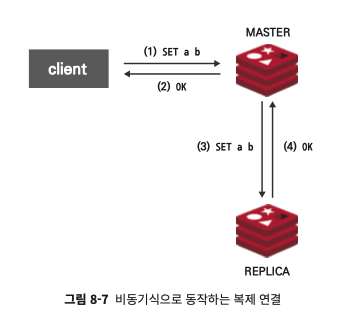 MASTER
(1) SET a b
client
(2) OK
(3) SET a b
(4) OK
REPLICA
그림 8-7 비동기식으로 동작하는 복제 연결